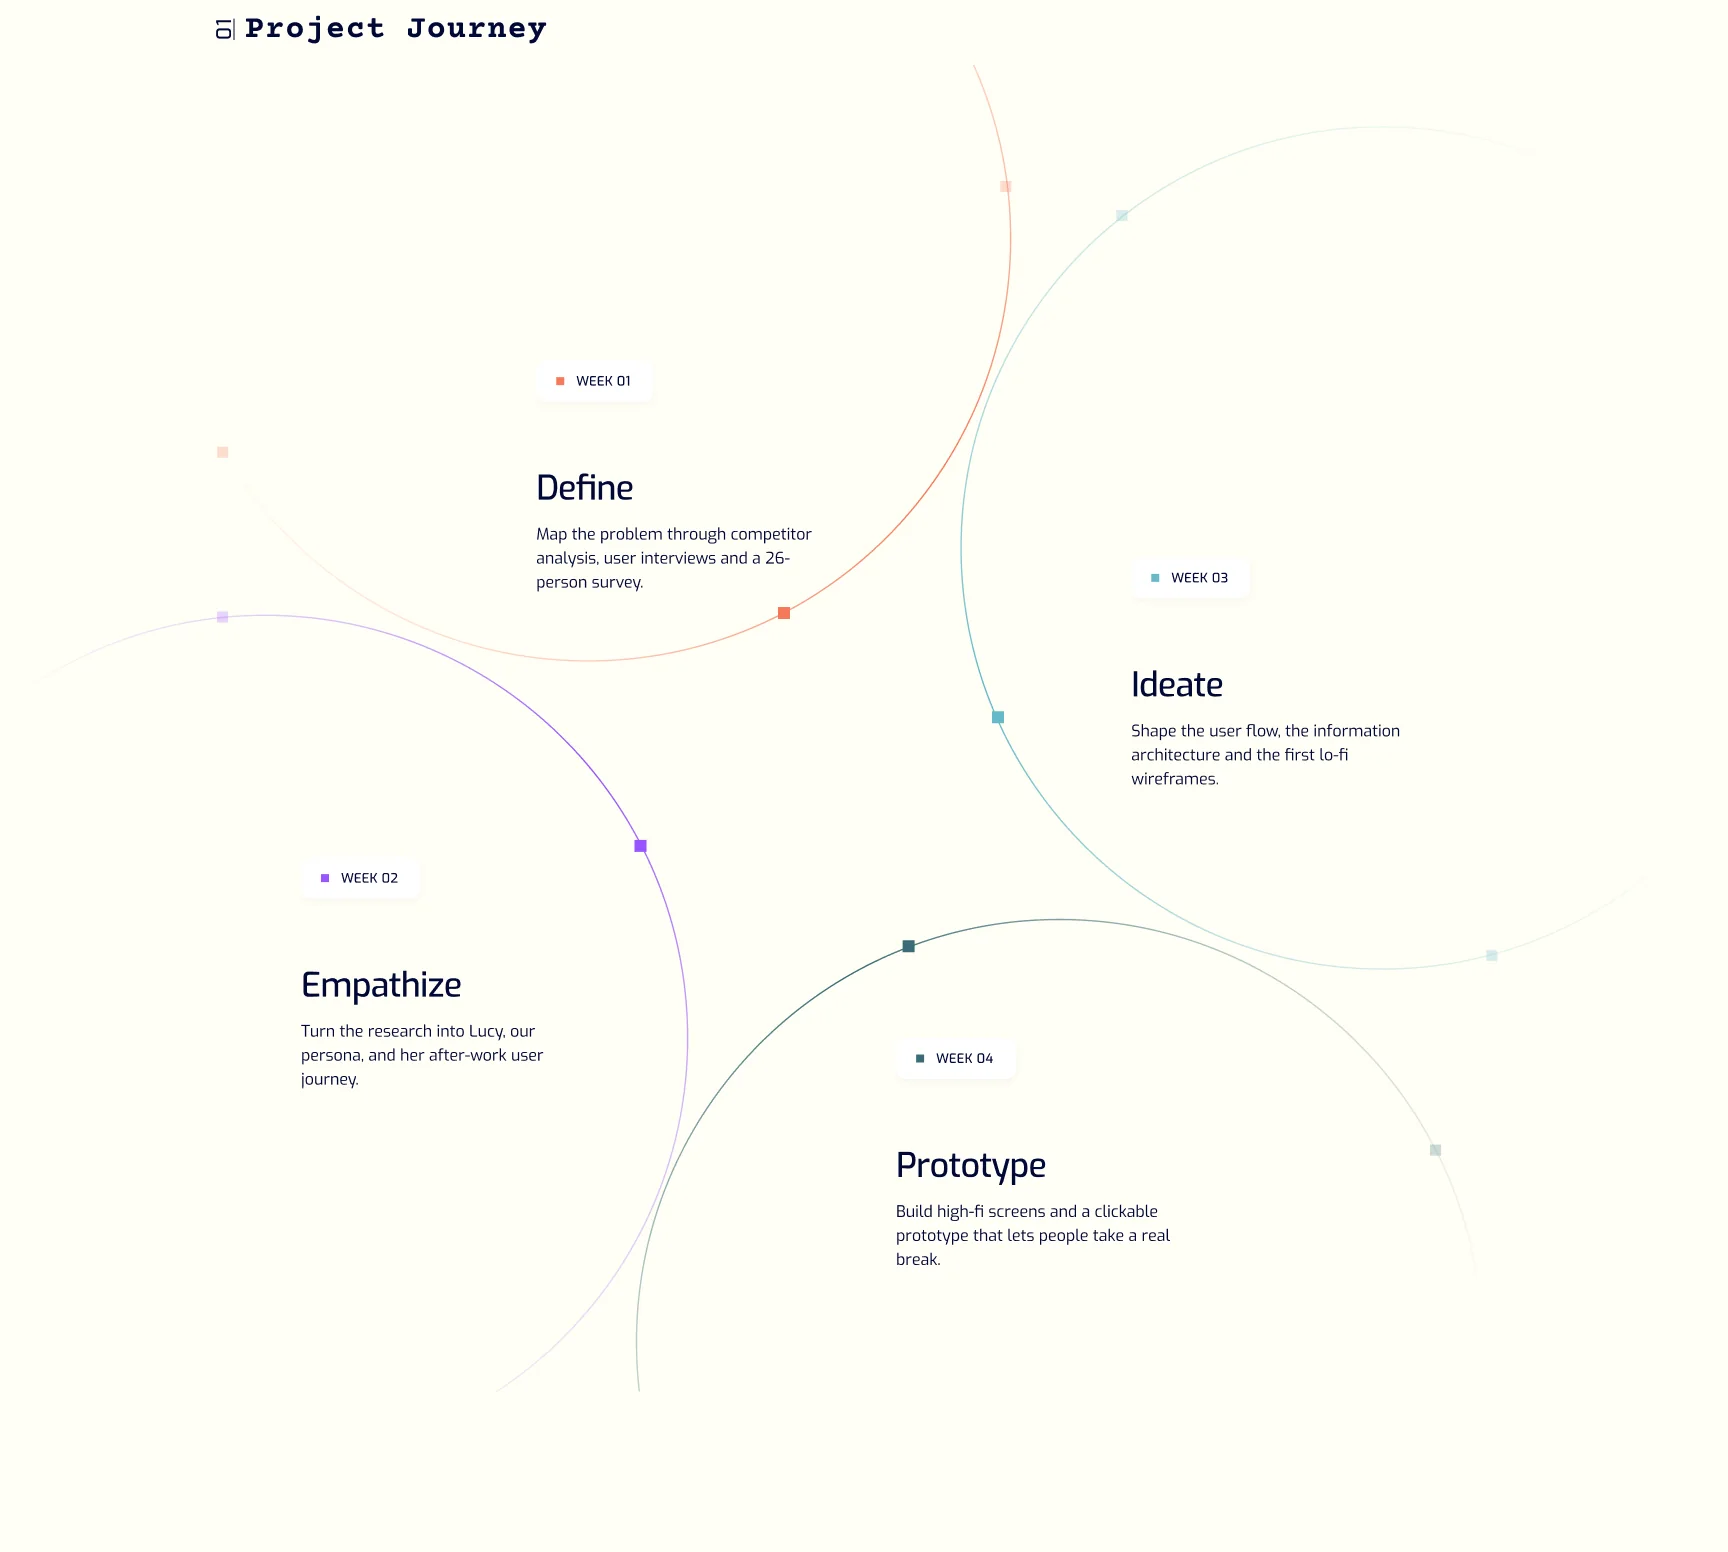 01 Project Journey
WEEK 01
Define
Map the problem through competitor
analysis, user interviews and a 26-
person survey.
WEEK 02
Empathize
Turn the research into Lucy, our
persona, and her after-work user
journey.
WEEK 03
Ideate
Shape the user flow, the information
architecture and the first lo-fi
wireframes.
WEEK 04
Prototype
Build high-fi screens and a clickable
prototype that lets people take a real
break.